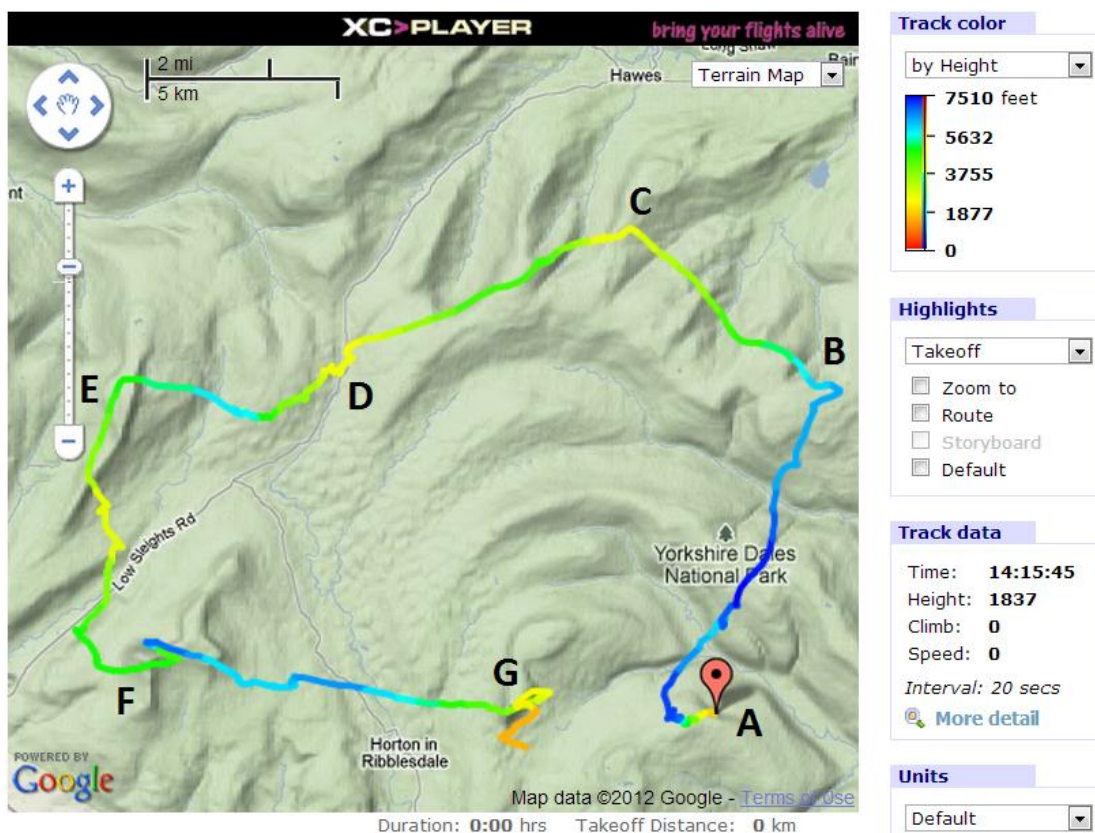 XC>PLAYER
bring your flights alive
2 mi
5 km
Hawes
Terrain Map
nt
C
B
E
D
Low Sleights Rd
Yorkshire Dales
National Park
G
F
A
Horton in
Ribblesdale
POWERED BY
Google
Map data ©2012 Google - Terms of Use
Duration: 0:00 hrs Takeoff Distance: 0 km
Track color
by Height
7510 feet
5632
3755
1877
0
Highlights
Takeoff
Zoom to
Route
Storyboard
Default
Track data
Time: 14:15:45
Height: 1837
Climb: 0
Speed: 0
Interval: 20 secs
More detail
Units
Default